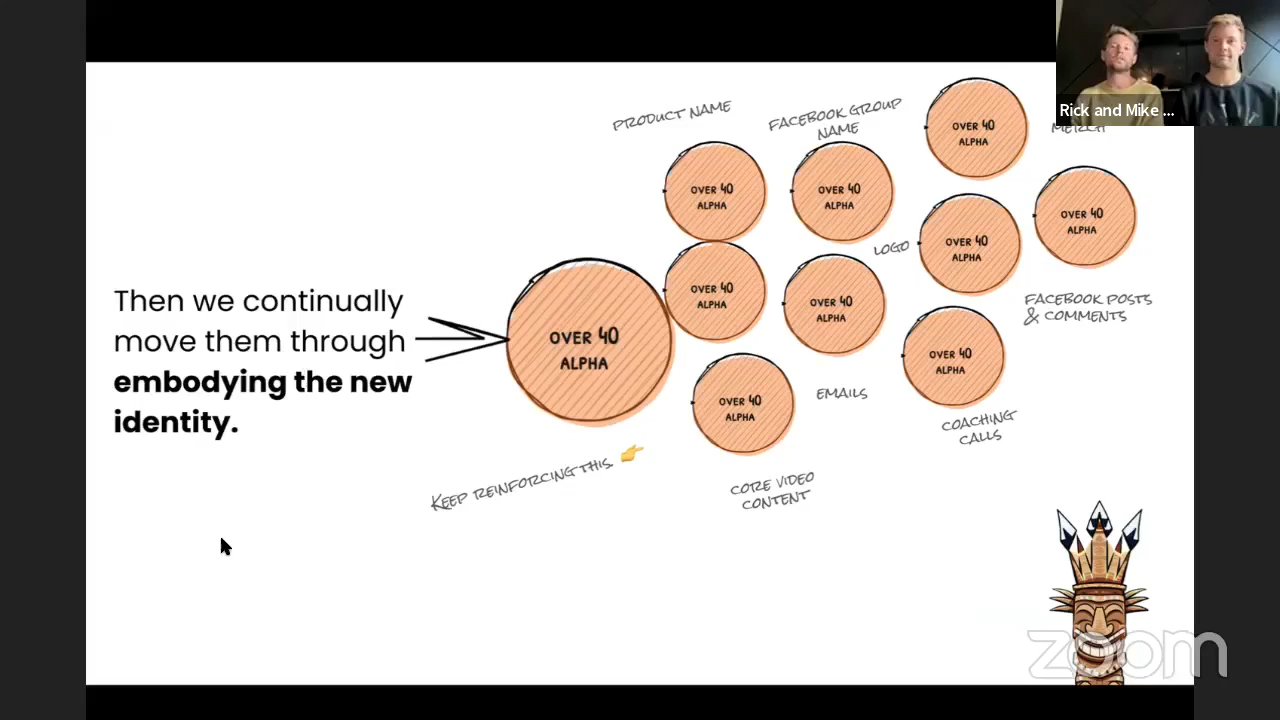 Rick and Mike ...
MERCH
PRODUCT NAME
FACEBOOK GROUP
NAME
OVER 40
ALPHA
OVER 40
ALPHA
OVER 40
ALPHA
OVER 40
ALPHA
LOGO
OVER 40
ALPHA
OVER 40
ALPHA
OVER 40
ALPHA
FACEBOOK POSTS
& COMMENTS
Then we continually
move them through
embodying the new
identity.
OVER 40
ALPHA
OVER 40
ALPHA
OVER 40
ALPHA
EMAILS
COACHING
CALLS
KEEP REINFORCING THIS
CORE VIDEO
CONTENT
zoom